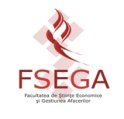 FSEGA
Facultatea de Științe Economice
și Gestiunea Afacerilor